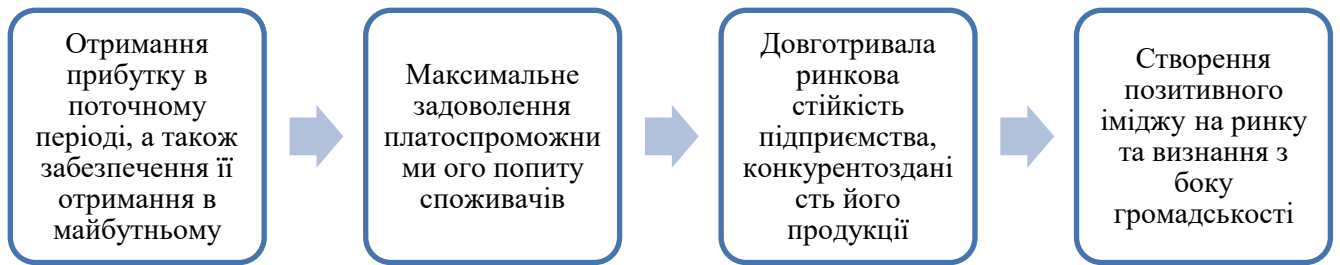 Отримання
прибутку в
поточному
періоді, а також
забезпечення її
отримання в
майбутньому
Максимальне
задоволення
платоспроможни
ми ого попиту
споживачів
Довготривала
ринкова
стійкість
підприємства,
конкурентоздані
сть його
продукції
Створення
позитивного
іміджу на ринку
та визнання з
боку
громадськості